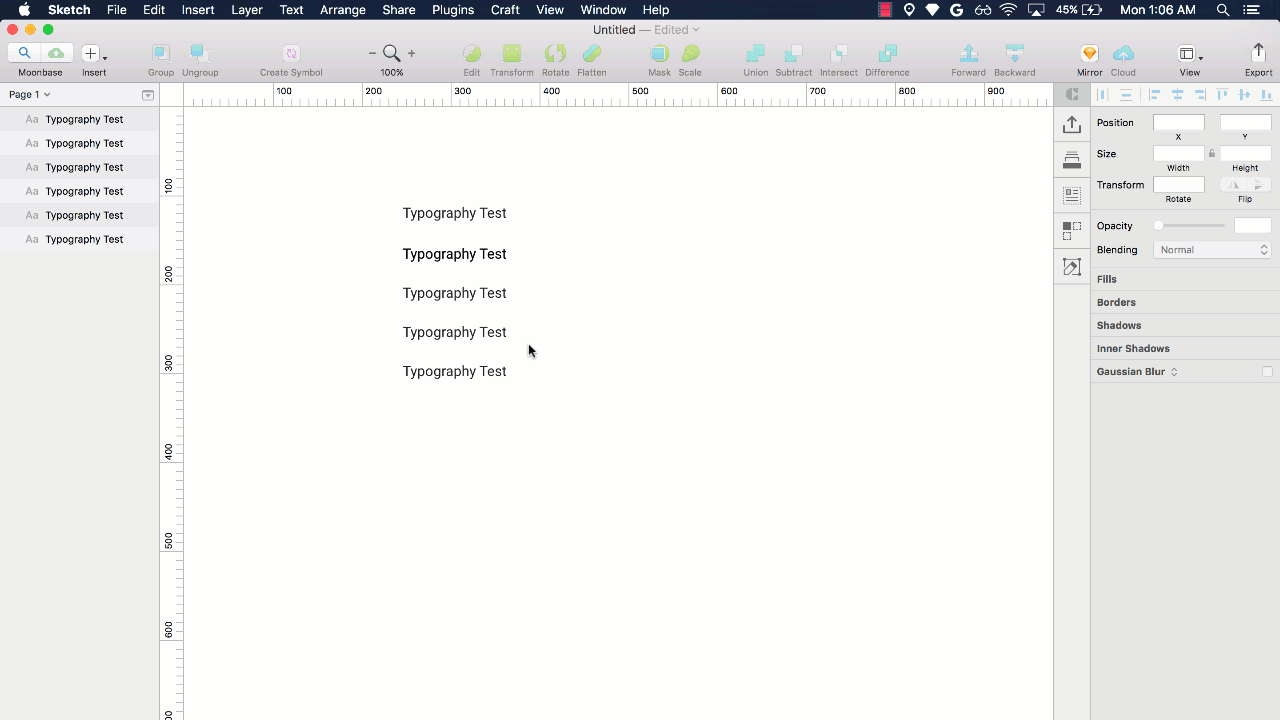 Sketch File Edit Insert Layer Text Arrange Share Plugins Craft View Window Help 45% Mon 1:06 AM
Untitled — Edited
Moonbase Insert Group Ungroup Create Symbol 100% Edit Transform Rotate Flatten Mask Scale Union Subtract Intersect Difference Forward Backward Mirror Cloud View Export
Page 1
100 200 300 400 500 600 700 800 900
Aa Typography Test
Aa Typography Test
Aa Typography Test
Aa Typography Test
Aa Typography Test
Aa Typography Test
100
200
300
400
500
600
Typography Test
Typography Test
Typography Test
Typography Test
Typography Test
Position
X Y
Size
Width Height
Transform
Rotate Flip
Opacity
Blending Normal
Fills
Borders
Shadows
Inner Shadows
Gaussian Blur